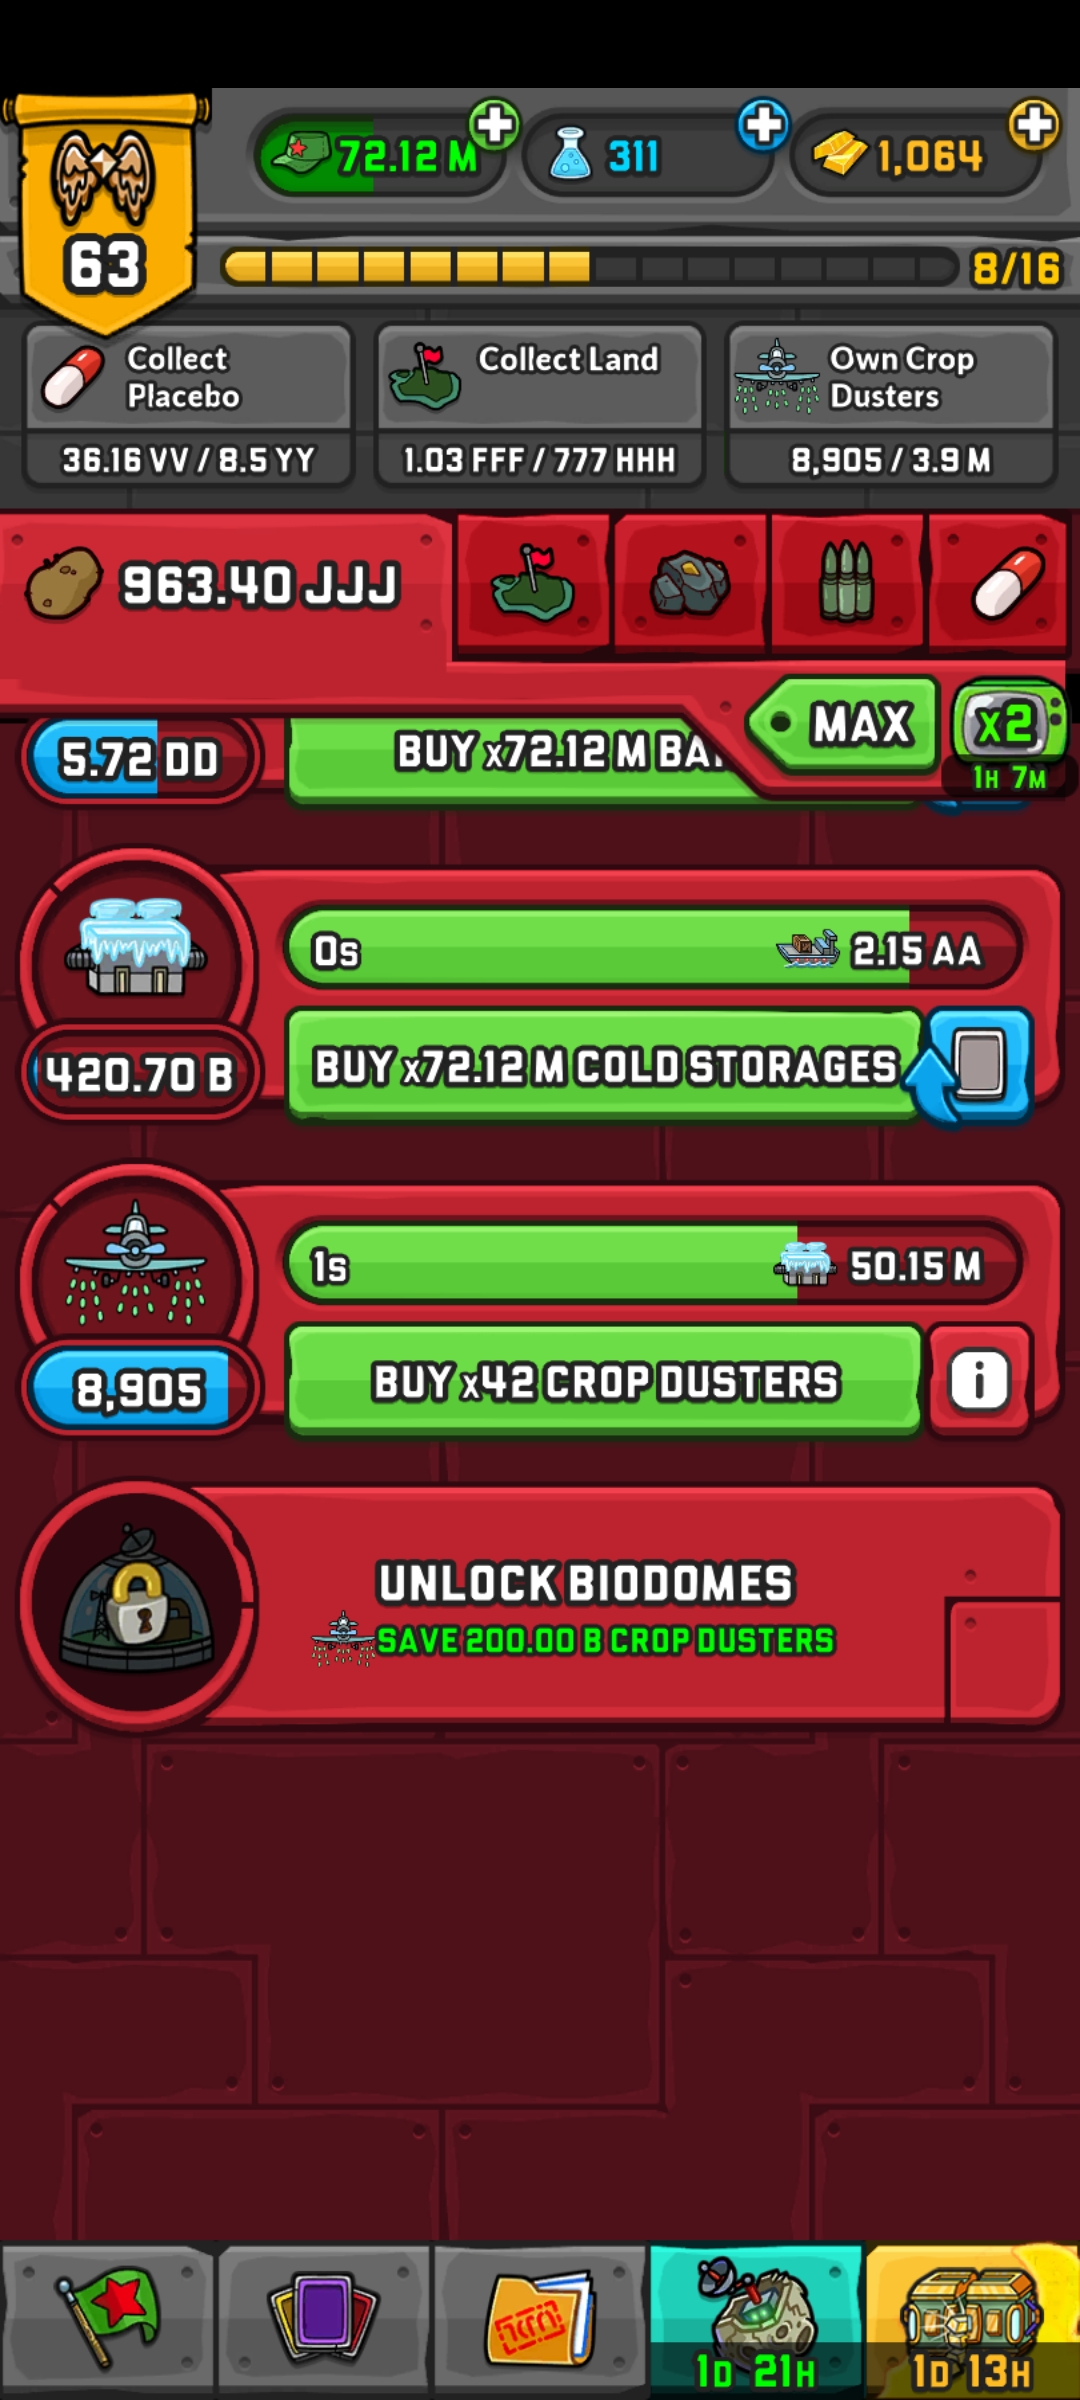 72.12 M
311
1,064
63
8/16
Collect
Placebo
36.16 VV / 8.5 YY
Collect Land
1.03 FFF / 777 HHH
Own Crop
Dusters
8,905 / 3.9 M
963.40 JJJ
MAX
x2
1H 7M
5.72 DD
BUY x72.12 M
0s
2.15 AA
420.70 B
BUY x72.12 M COLD STORAGES
1s
50.15 M
8,905
BUY x42 CROP DUSTERS
i
UNLOCK BIODOMES
SAVE 200.00 B CROP DUSTERS
1D 21H
1D 13H